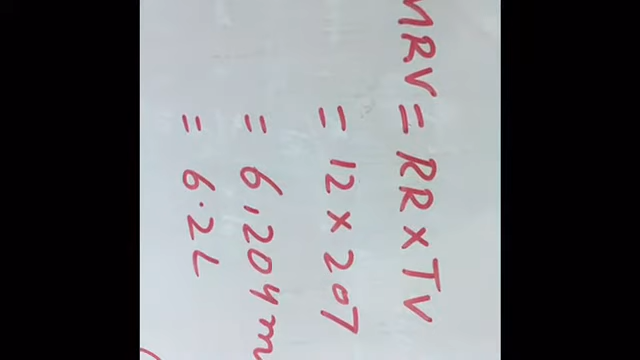 MRV = RR X TV
= 12 X 207
= 6,204 m
= 6.2 L